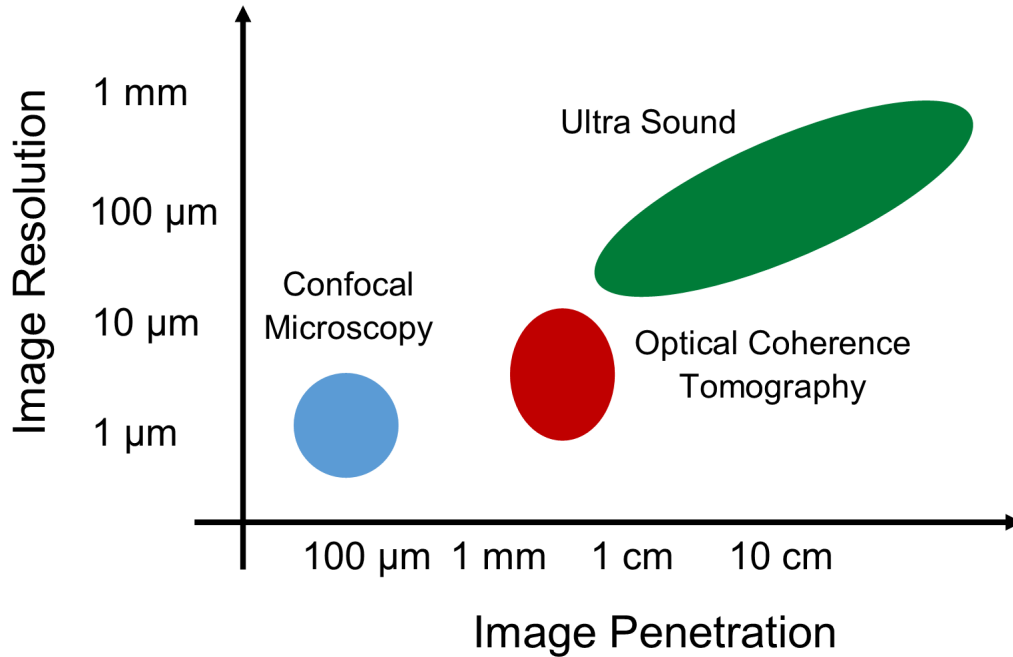 Image Resolution
1 mm
100 µm
10 µm
1 µm
Ultra Sound
Confocal
Microscopy
Optical Coherence
Tomography
100 µm 1 mm 1 cm 10 cm
Image Penetration